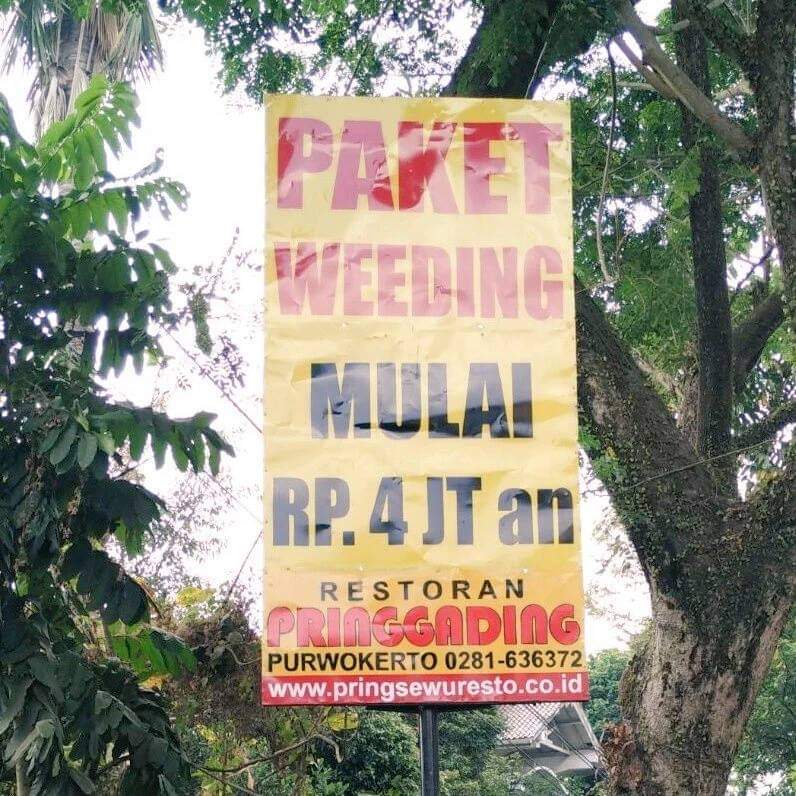 PAKET
WEEDING
MULAI
RP. 4 JT an
RESTORAN
PRINGGADING
PURWOKERTO 0281-636372
www.pringsewuresto.co.id